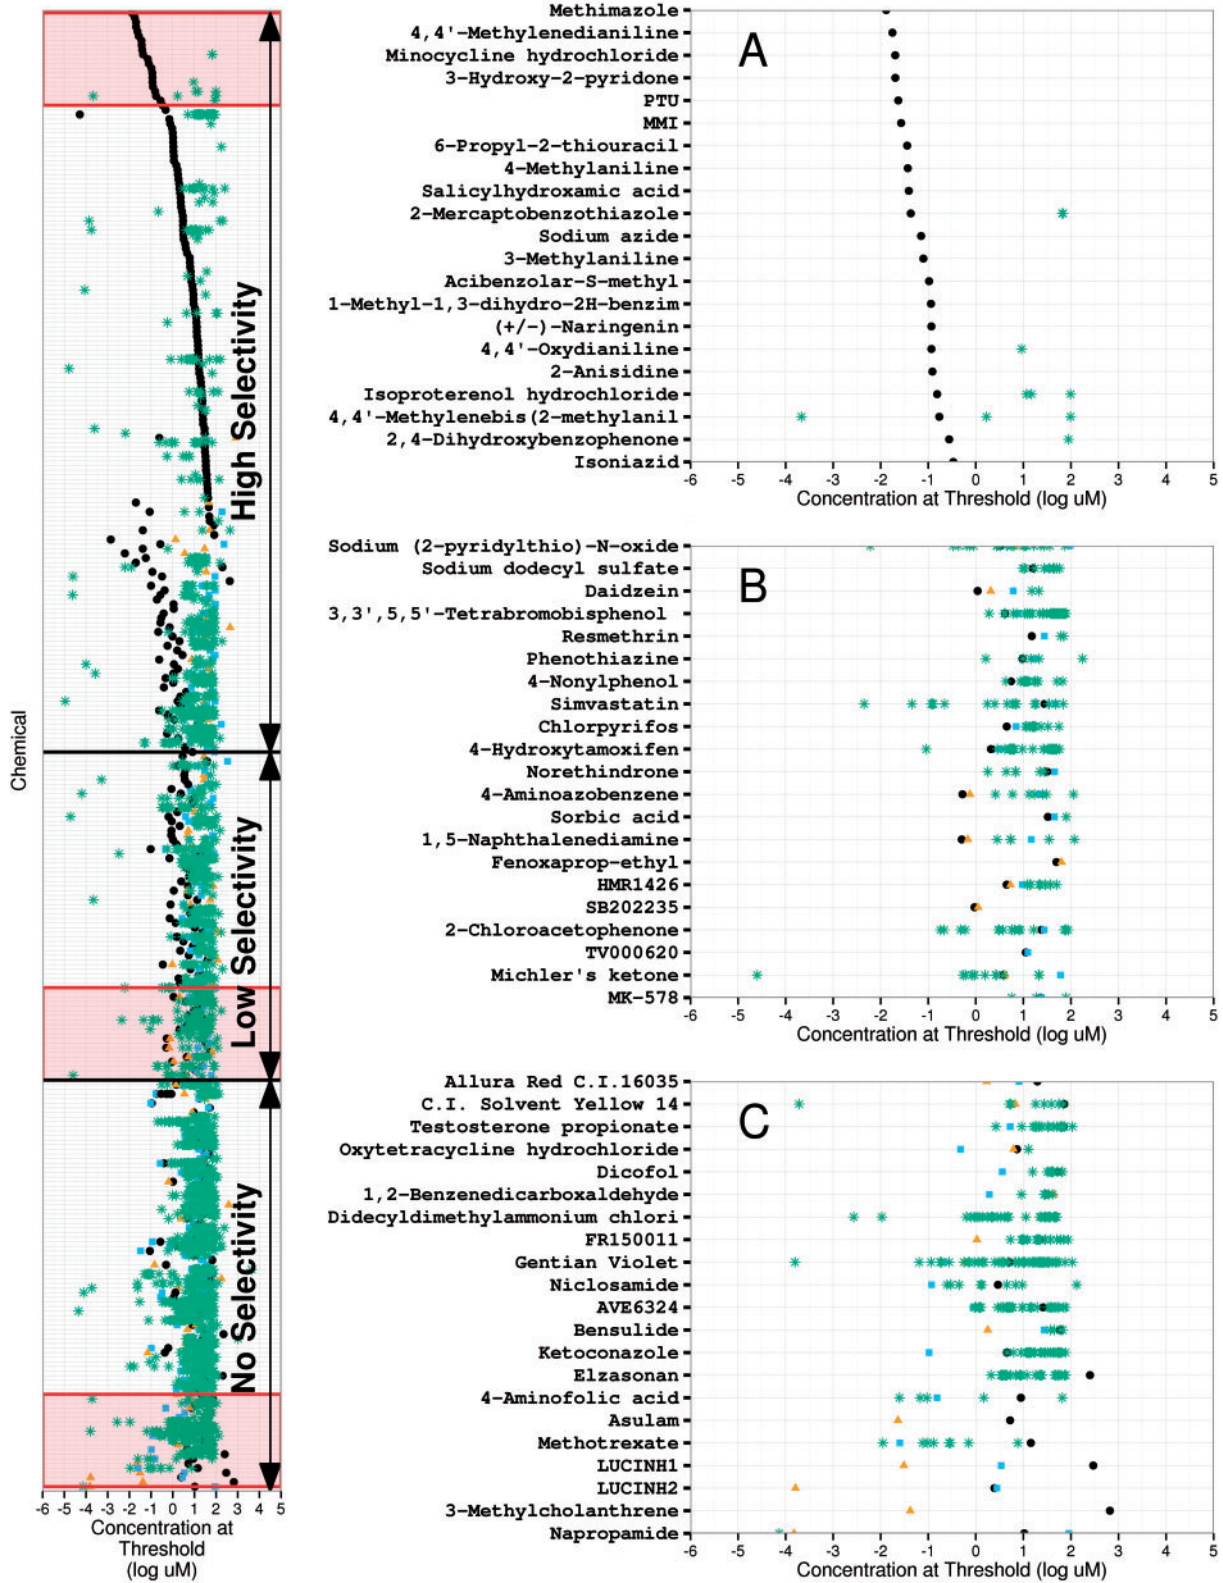 Chemical
High Selectivity
Low Selectivity
No Selectivity
-6 -5 -4 -3 -2 -1 0 1 2 3 4 5
Concentration at
Threshold
(log uM)
A
Methimazole
4,4'-Methylenedianiline
Minocycline hydrochloride
3-Hydroxy-2-pyridone
PTU
MMI
6-Propyl-2-thiouracil
4-Methylaniline
Salicylhydroxamic acid
2-Mercaptobenzothiazole
Sodium azide
3-Methylaniline
Acibenzolar-S-methyl
1-Methyl-1,3-dihydro-2H-benzim
(+/-)-Naringenin
4,4'-Oxydianiline
2-Anisidine
Isoproterenol hydrochloride
4,4'-Methylenebis(2-methylanil
2,4-Dihydroxybenzophenone
Isoniazid
-6 -5 -4 -3 -2 -1 0 1 2 3 4 5
Concentration at Threshold (log uM)
B
Sodium (2-pyridylthio)-N-oxide
Sodium dodecyl sulfate
Daidzein
3,3',5,5'-Tetrabromobisphenol
Resmethrin
Phenothiazine
4-Nonylphenol
Simvastatin
Chlorpyrifos
4-Hydroxytamoxifen
Norethindrone
4-Aminoazobenzene
Sorbic acid
1,5-Naphthalenediamine
Fenoxaprop-ethyl
HMR1426
SB202235
2-Chloroacetophenone
TV000620
Michler's ketone
MK-578
-6 -5 -4 -3 -2 -1 0 1 2 3 4 5
Concentration at Threshold (log uM)
C
Allura Red C.I.16035
C.I. Solvent Yellow 14
Testosterone propionate
Oxytetracycline hydrochloride
Dicofol
1,2-Benzenedicarboxaldehyde
Didecyldimethylammonium chlori
FR150011
Gentian Violet
Niclosamide
AVE6324
Bensulide
Ketoconazole
Elzasonan
4-Aminofolic acid
Asulam
Methotrexate
LUCINH1
LUCINH2
3-Methylcholanthrene
Napropamide
-6 -5 -4 -3 -2 -1 0 1 2 3 4 5
Concentration at Threshold (log uM)